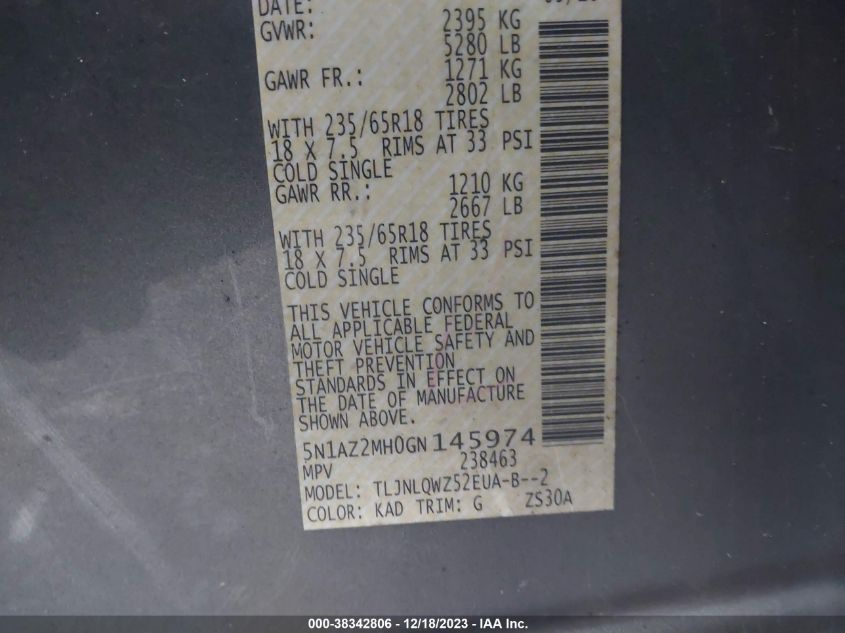 DATE:
GVWR: 2395 KG
5280 LB
GAWR FR.: 1271 KG
2802 LB
WITH 235/65R18 TIRES
18 X 7.5 RIMS AT 33 PSI
COLD SINGLE
GAWR RR.: 1210 KG
2667 LB
WITH 235/65R18 TIRES
18 X 7.5 RIMS AT 33 PSI
COLD SINGLE
THIS VEHICLE CONFORMS TO
ALL APPLICABLE FEDERAL
MOTOR VEHICLE SAFETY AND
THEFT PREVENTION
STANDARDS IN EFFECT ON
THE DATE OF MANUFACTURE
SHOWN ABOVE.
5N1AZ2MH0GN145974
MPV 238463
MODEL: TLJNLQWZ52EUA-B--2
COLOR: KAD TRIM: G ZS30A
000-38342806 - 12/18/2023 - IAA Inc.